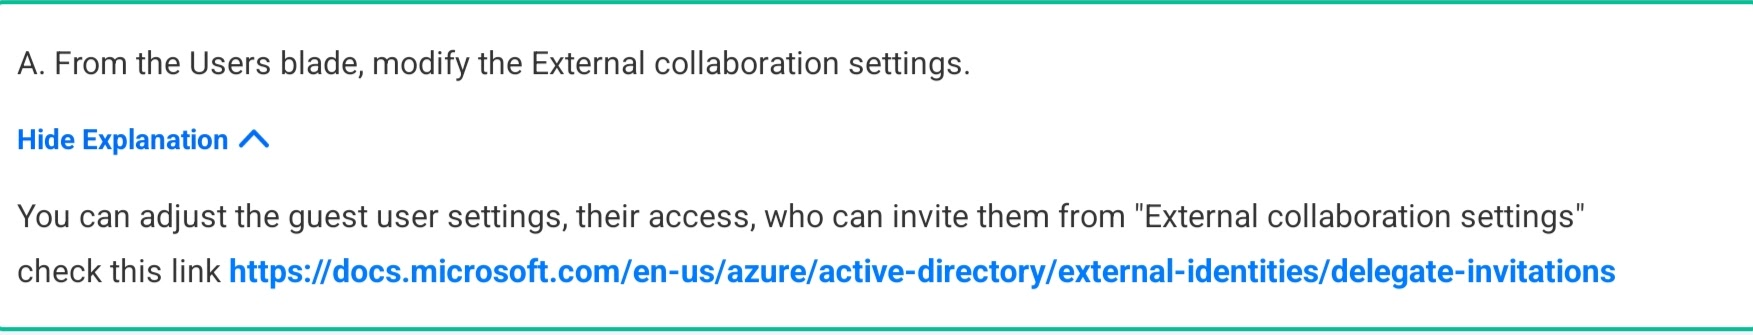 A. From the Users blade, modify the External collaboration settings.
Hide Explanation
You can adjust the guest user settings, their access, who can invite them from "External collaboration settings"
check this link https://docs.microsoft.com/en-us/azure/active-directory/external-identities/delegate-invitations